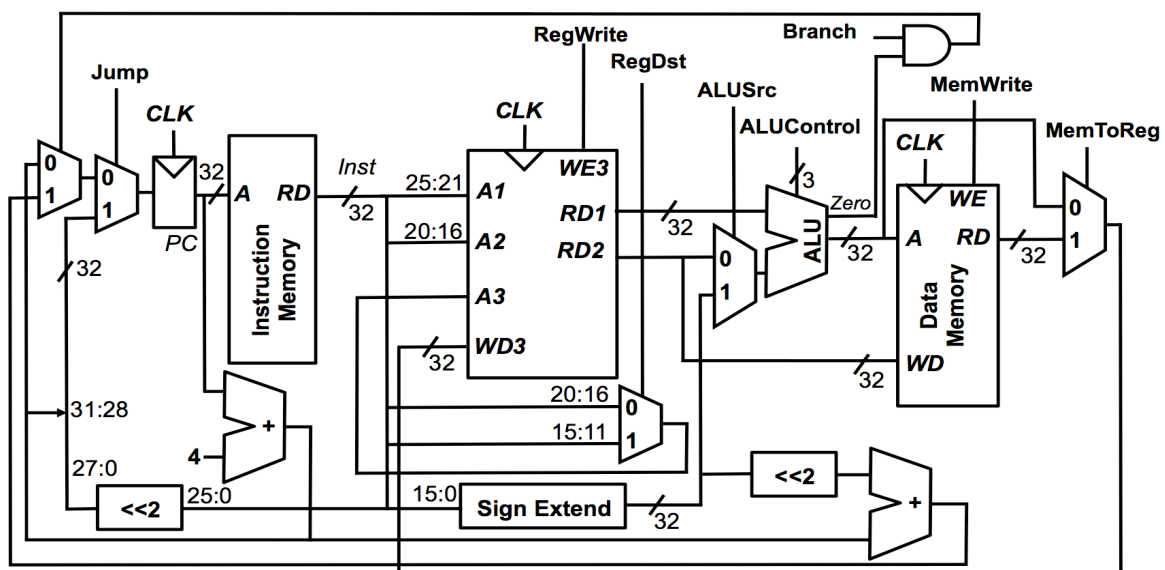 RegWrite
Branch
RegDst
Jump
ALUSrc
MemWrite
CLK
CLK
ALUControl
MemToReg
CLK
0
1
0
1
32
A
RD
Inst
32
25:21
A1
WE3
3
Zero
WE
0
1
PC
20:16
A2
RD1
32
RD2
0
1
ALU
32
A
RD
32
32
Instruction
Memory
A3
WD3
32
Data
Memory
WD
32
31:28
4
+
20:16
0
15:11
1
27:0
<<2
25:0
15:0
Sign Extend
32
<<2
+